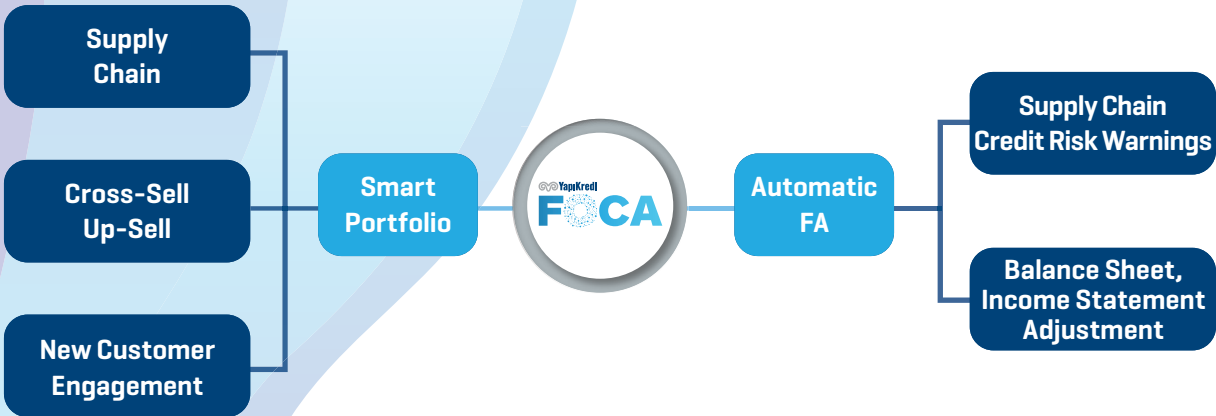 Supply
Chain
Cross-Sell
Up-Sell
New Customer
Engagement
Smart
Portfolio
YapıKredi
FOCA
Automatic
FA
Supply Chain
Credit Risk Warnings
Balance Sheet,
Income Statement
Adjustment